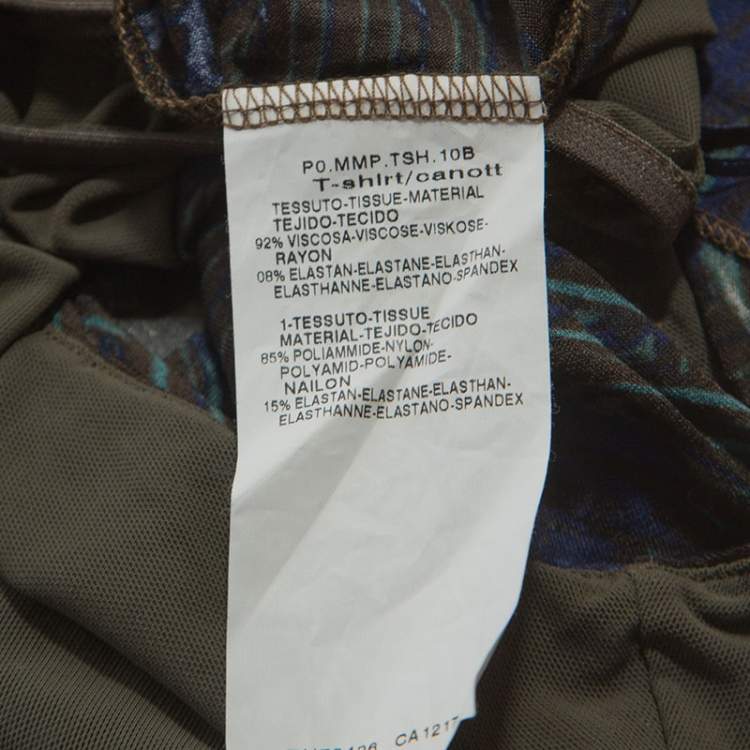 P0.MMP.TSH.10B
T-shirt/canott
TESSUTO-TISSUE-MATERIAL
TEJIDO-TECIDO
92% VISCOSA-VISCOSE-VISKOSE-
RAYON
08% ELASTAN-ELASTANE-ELASTHAN-
ELASTHANNE-ELASTANO-SPANDEX
1-TESSUTO-TISSUE
MATERIAL-TEJIDO-TECIDO
85% POLIAMMIDE-NYLON-
POLYAMID-POLYAMIDE-
NAILON
15% ELASTAN-ELASTANE-ELASTHAN-
ELASTHANNE-ELASTANO-SPANDEX
CA1217